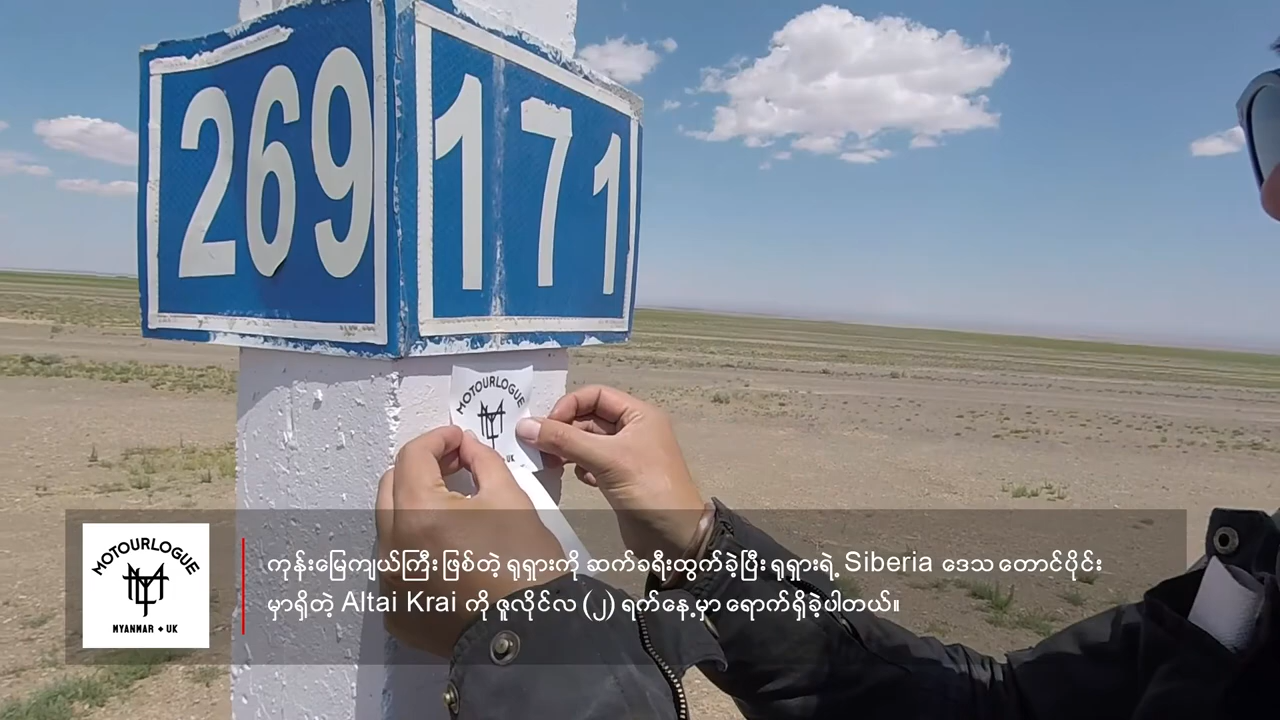 269
171
MOTOURLOGUE
UK
MOTOURLOGUE
MYANMAR + UK
ကုန်းမြေကျယ်ကြီး ဖြစ်တဲ့ ရုရှားကို ဆက်ခရီးထွက်ခဲ့ပြီး ရုရှားရဲ့ Siberia ဒေသ တောင်ပိုင်း
မှာရှိတဲ့ Altai Krai ကို ဇူလိုင်လ (၂) ရက်နေ့မှာ ရောက်ရှိခဲ့ပါတယ်။